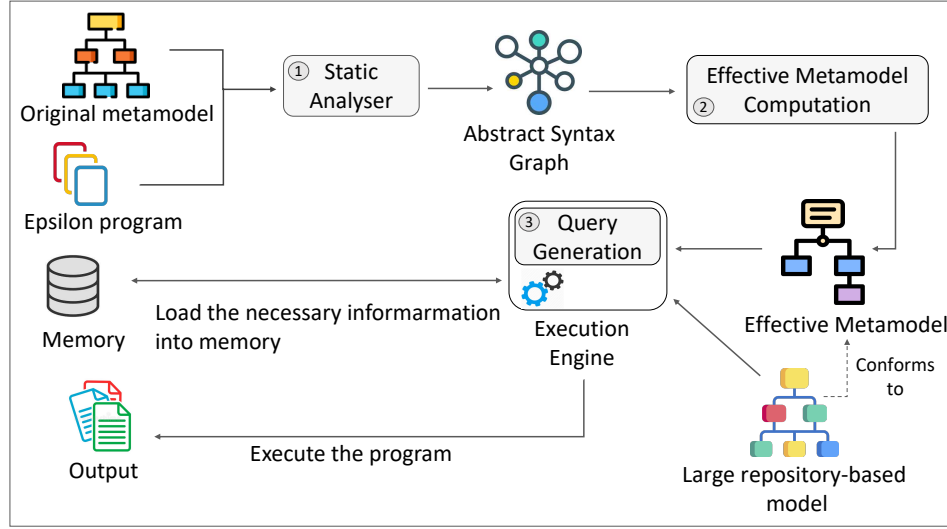 Original metamodel
Epsilon program
1 Static
Analyser
Abstract Syntax
Graph
Effective Metamodel
2 Computation
3 Query
Generation
Execution
Engine
Effective Metamodel
Conforms
to
Large repository-based
model
Memory
Load the necessary informarmation
into memory
Output
Execute the program